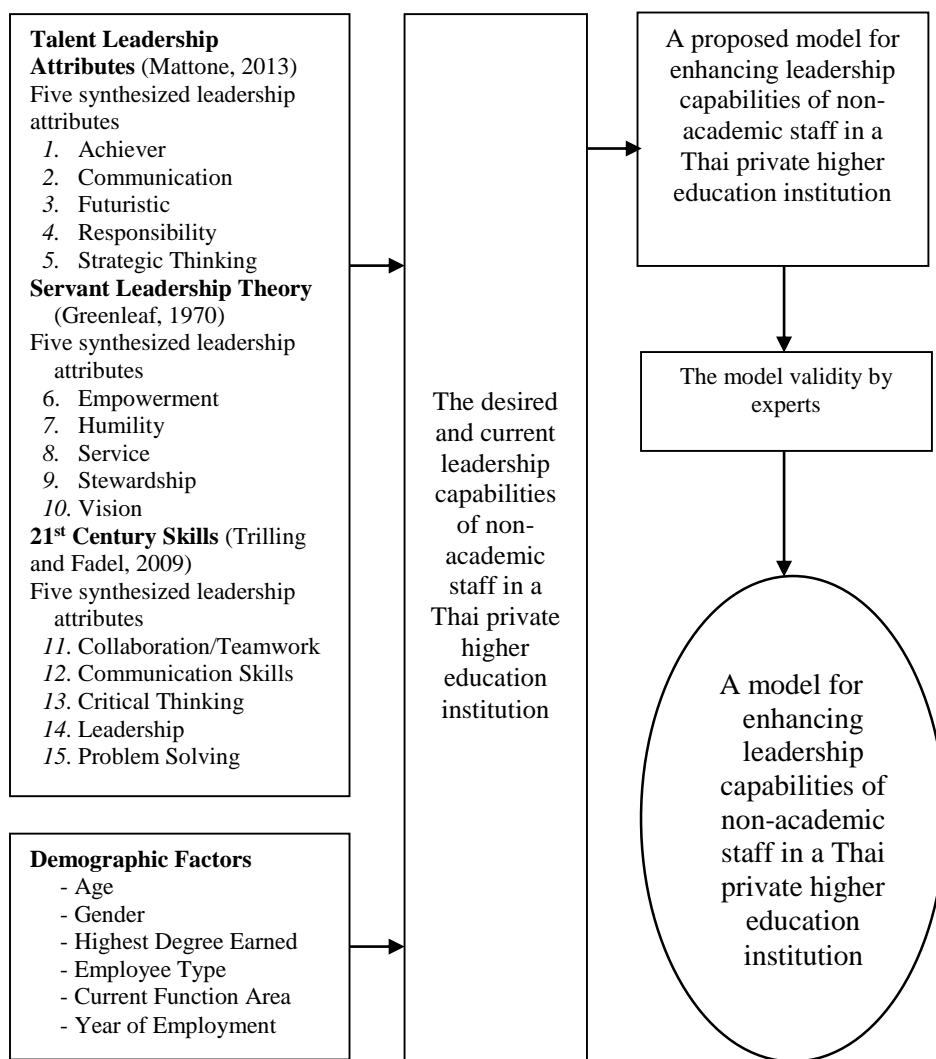 Talent Leadership
Attributes (Mattone, 2013)
Five synthesized leadership
attributes
1. Achiever
2. Communication
3. Futuristic
4. Responsibility
5. Strategic Thinking
Servant Leadership Theory
(Greenleaf, 1970)
Five synthesized leadership
attributes
6. Empowerment
7. Humility
8. Service
9. Stewardship
10. Vision
21st Century Skills (Trilling
and Fadel, 2009)
Five synthesized leadership
attributes
11. Collaboration/Teamwork
12. Communication Skills
13. Critical Thinking
14. Leadership
15. Problem Solving
Demographic Factors
- Age
- Gender
- Highest Degree Earned
- Employee Type
- Current Function Area
- Year of Employment
The desired
and current
leadership
capabilities
of non-
academic
staff in a
Thai private
higher
education
institution
A proposed model for
enhancing leadership
capabilities of non-
academic staff in a
Thai private higher
education institution
The model validity by
experts
A model for
enhancing
leadership
capabilities of
non-academic
staff in a Thai
private higher
education
institution